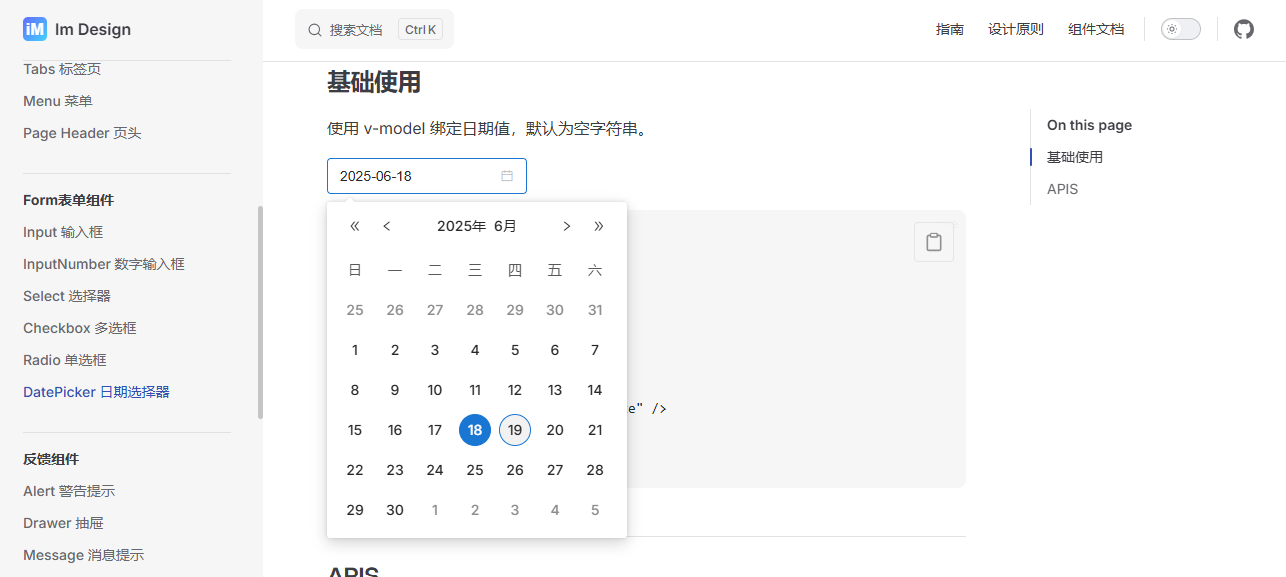 iM Im Design
搜索文档 Ctrl K
指南 设计原则 组件文档
Tabs 标签页
Menu 菜单
Page Header 页头
Form表单组件
Input 输入框
InputNumber 数字输入框
Select 选择器
Checkbox 多选框
Radio 单选框
DatePicker 日期选择器
反馈组件
Alert 警告提示
Drawer 抽屉
Message 消息提示
基础使用
使用 v-model 绑定日期值，默认为空字符串。
2025-06-18
« < 2025年 6月 > »
日 一 二 三 四 五 六
25 26 27 28 29 30 31
1 2 3 4 5 6 7
8 9 10 11 12 13 14
15 16 17 18 19 20 21
22 23 24 25 26 27 28
29 30 1 2 3 4 5
e" />
APIS
On this page
基础使用
APIS